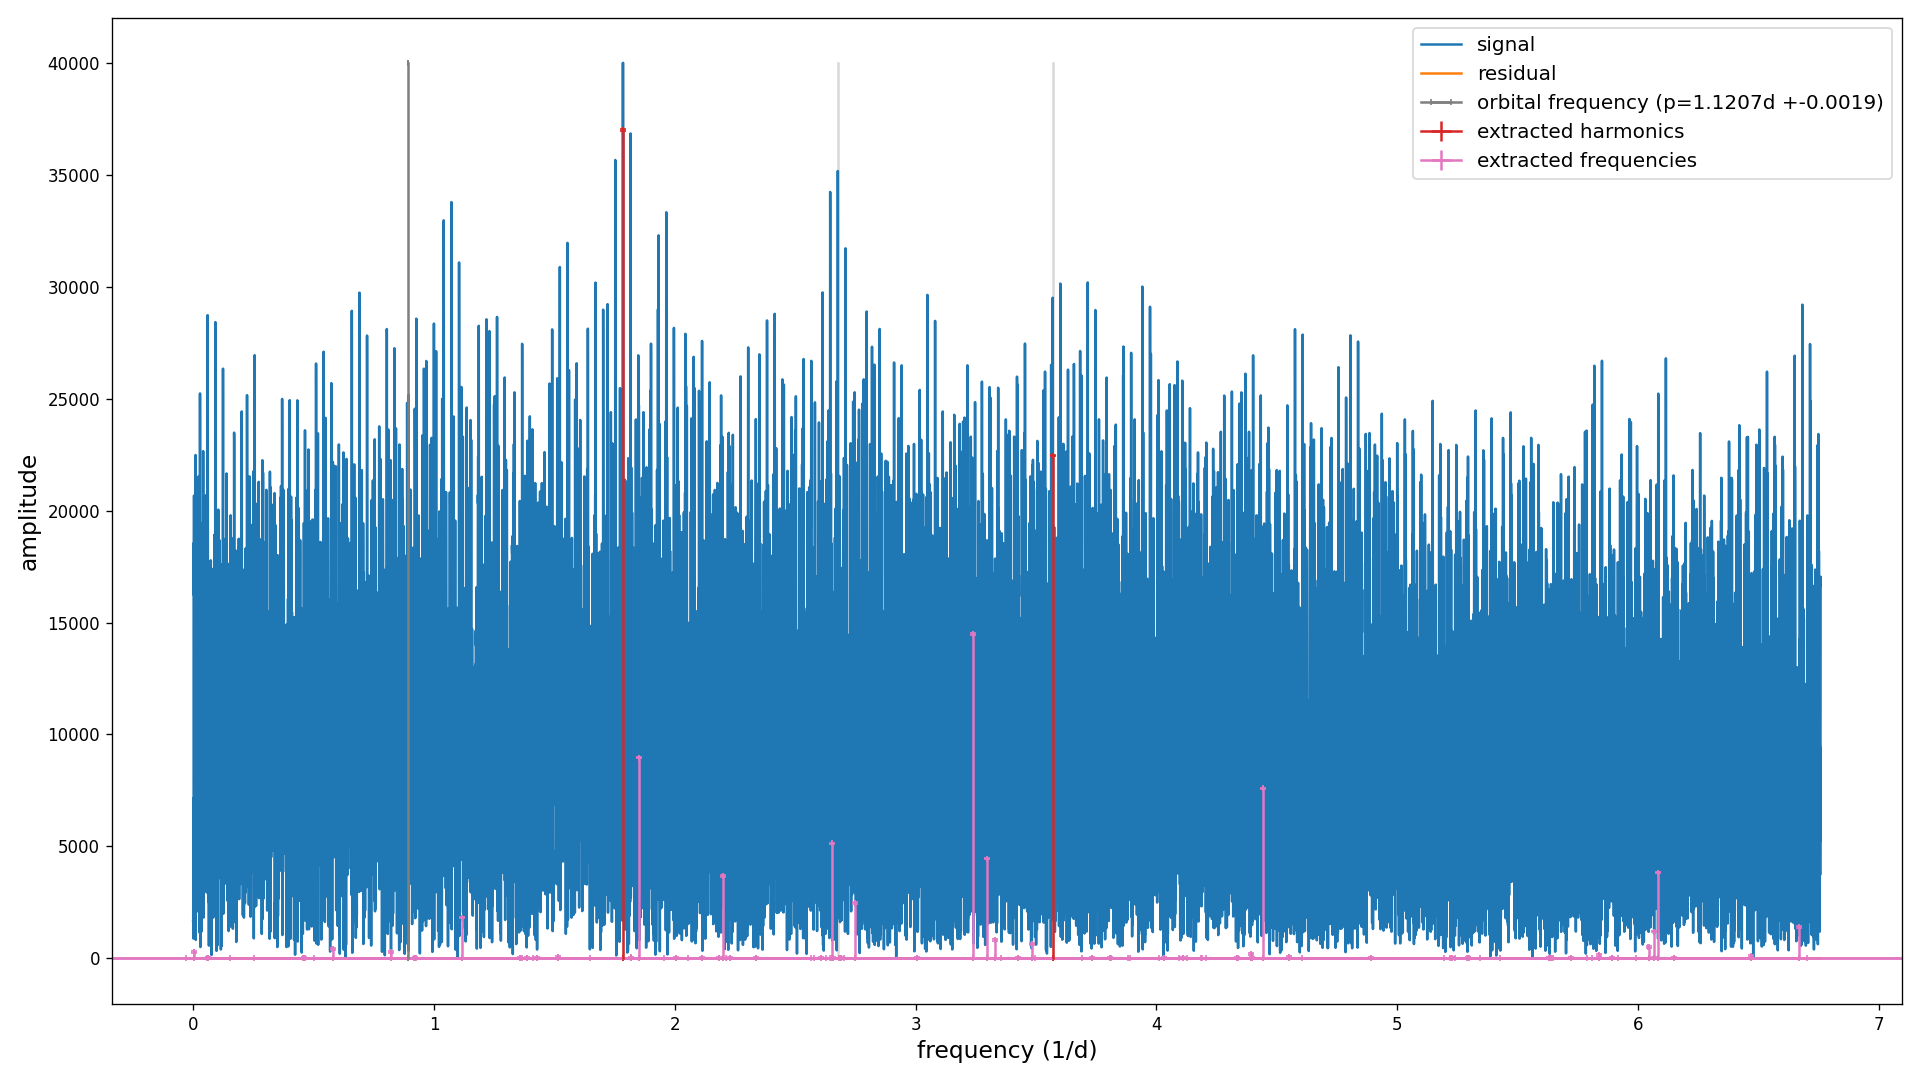 signal
residual
orbital frequency (p=1.1207d +-0.0019)
extracted harmonics
extracted frequencies
amplitude
40000
35000
30000
25000
20000
15000
10000
5000
0
0 1 2 3 4 5 6 7
frequency (1/d)